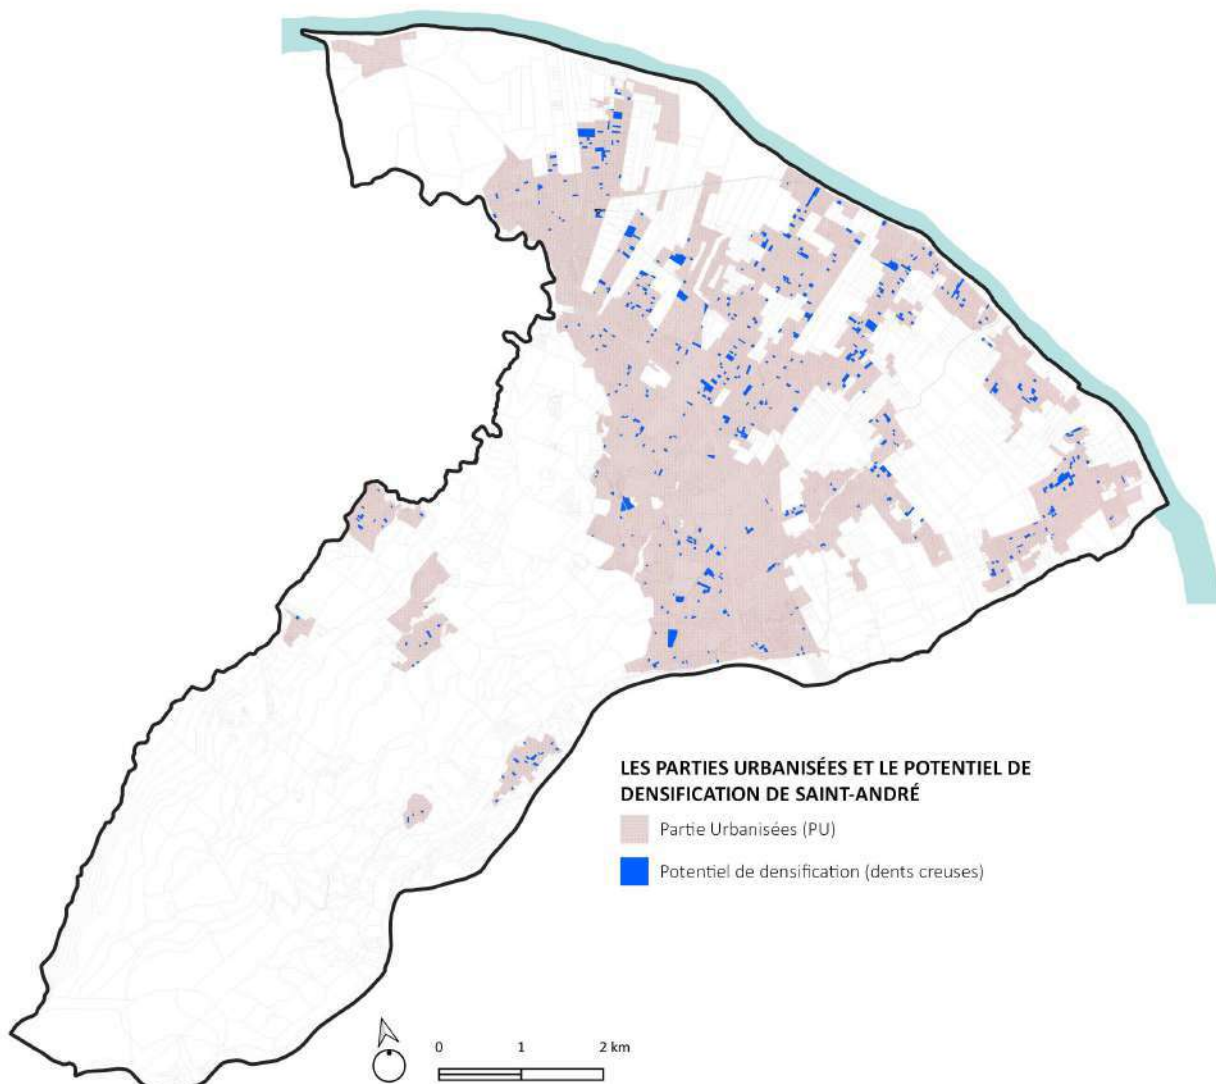 LES PARTIES URBANISÉES ET LE POTENTIEL DE
DENSIFICATION DE SAINT-ANDRÉ
Partie Urbanisées (PU)
Potentiel de densification (dents creuses)
0 1 2 km